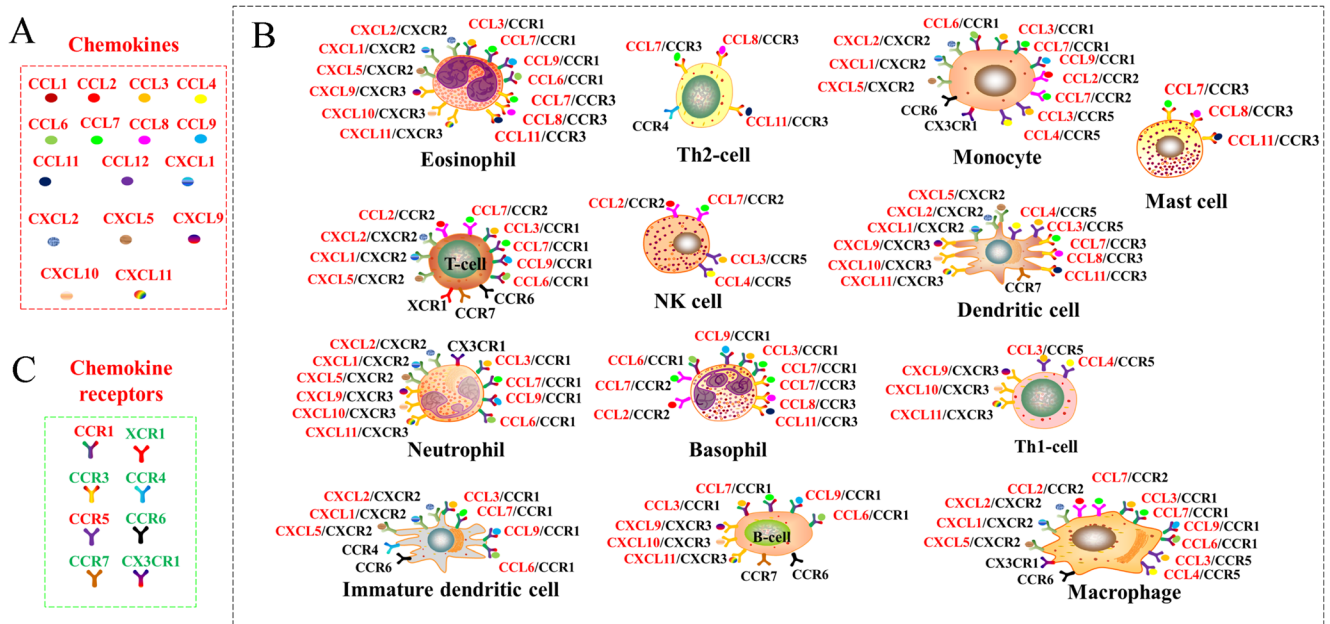 A
Chemokines
CCL1 CCL2 CCL3 CCL4
CCL6 CCL7 CCL8 CCL9
CCL11 CCL12 CXCL1
CXCL2 CXCL5 CXCL9
CXCL10 CXCL11
B
CXCL2/CXCR2
CXCL1/CXCR2
CXCL5/CXCR2
CXCL9/CXCR3
CXCL10/CXCR3
CXCL11/CXCR3
CCL3/CCR1
CCL7/CCR1
CCL9/CCR1
CCL6/CCR1
CCL7/CCR3
CCL8/CCR3
CCL11/CCR3
Eosinophil
CCL7/CCR3
CCL8/CCR3
CCR4
CCL11/CCR3
Th2-cell
CCL6/CCR1
CXCL2/CXCR2
CXCL1/CXCR2
CXCL5/CXCR2
CCR6
CX3CR1
CCL3/CCR1
CCL7/CCR1
CCL9/CCR1
CCL2/CCR2
CCL7/CCR2
CCL3/CCR5
CCL4/CCR5
Monocyte
CCL7/CCR3
CCL8/CCR3
CCL11/CCR3
Mast cell
CCL2/CCR2
CXCL2/CXCR2
CXCL1/CXCR2
CXCL5/CXCR2
CCL7/CCR2
CCL3/CCR1
CCL7/CCR1
CCL9/CCR1
CCL6/CCR1
T-cell
XCR1
CCR7
CCR6
CCL2/CCR2
CCL7/CCR2
CCL3/CCR5
CCL4/CCR5
NK cell
CXCL5/CXCR2
CXCL2/CXCR2
CXCL1/CXCR2
CXCL9/CXCR3
CXCL10/CXCR3
CXCL11/CXCR3
CCL4/CCR5
CCL3/CCR5
CCL7/CCR3
CCL8/CCR3
CCL11/CCR3
CCR7
Dendritic cell
CXCL2/CXCR2
CXCL1/CXCR2
CXCL5/CXCR2
CXCL9/CXCR3
CXCL10/CXCR3
CXCL11/CXCR3
CX3CR1
CCL3/CCR1
CCL7/CCR1
CCL9/CCR1
CCL6/CCR1
Neutrophil
CCL9/CCR1
CCL6/CCR1
CCL7/CCR2
CCL2/CCR2
CCL3/CCR1
CCL7/CCR1
CCL7/CCR3
CCL8/CCR3
CCL11/CCR3
Basophil
CCL3/CCR5
CCL4/CCR5
CXCL9/CXCR3
CXCL10/CXCR3
CXCL11/CXCR3
Th1-cell
CXCL2/CXCR2
CXCL1/CXCR2
CXCL5/CXCR2
CCR4
CCR6
CCL3/CCR1
CCL7/CCR1
CCL9/CCR1
CCL6/CCR1
Immature dendritic cell
CCL7/CCR1
CCL3/CCR1
CXCL9/CXCR3
CXCL10/CXCR3
CXCL11/CXCR3
CCL9/CCR1
CCL6/CCR1
B-cell
CCR7
CCR6
CCL7/CCR2
CCL2/CCR2
CXCL2/CXCR2
CXCL1/CXCR2
CXCL5/CXCR2
CX3CR1
CCR6
CCL3/CCR1
CCL7/CCR1
CCL9/CCR1
CCL6/CCR1
CCL3/CCR5
CCL4/CCR5
Macrophage
C
Chemokine
receptors
CCR1 XCR1
CCR3 CCR4
CCR5 CCR6
CCR7 CX3CR1